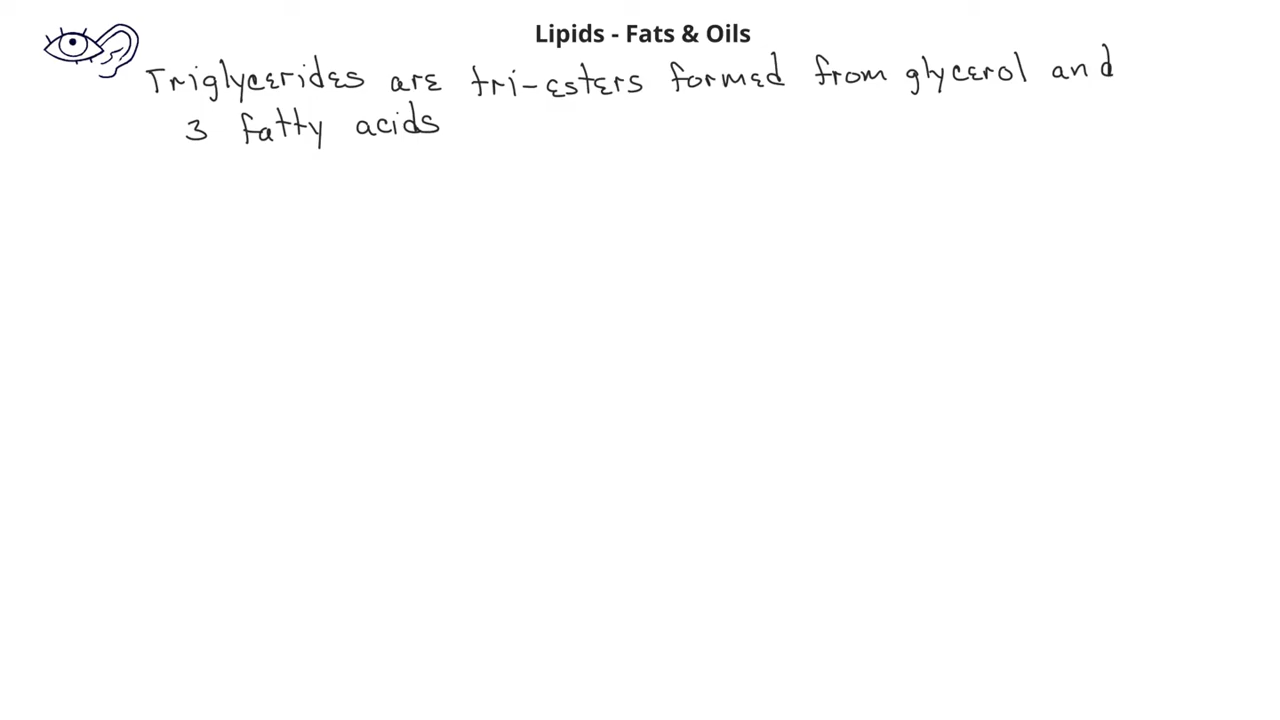 Lipids - Fats & Oils
Triglycerides are tri-esters formed from glycerol and
3 fatty acids